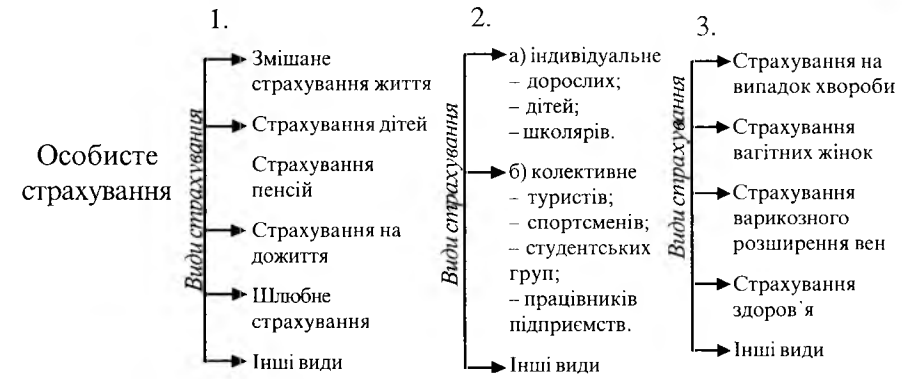 Особисте
страхування
1.
Види страхування
Змішане
страхування життя
Страхування дітей
Страхування
пенсій
Страхування на
дожиття
Шлюбне
страхування
Інші види
2.
Види страхування
а) індивідуальне
– дорослих;
– дітей;
– школярів.
б) колективне
– туристів;
– спортсменів;
– студентських
груп;
– працівників
підприємств.
Інші види
3.
Види страхування
Страхування на
випадок хвороби
Страхування
вагітних жінок
Страхування
варикозного
розширення вен
Страхування
здоров'я
Інші види